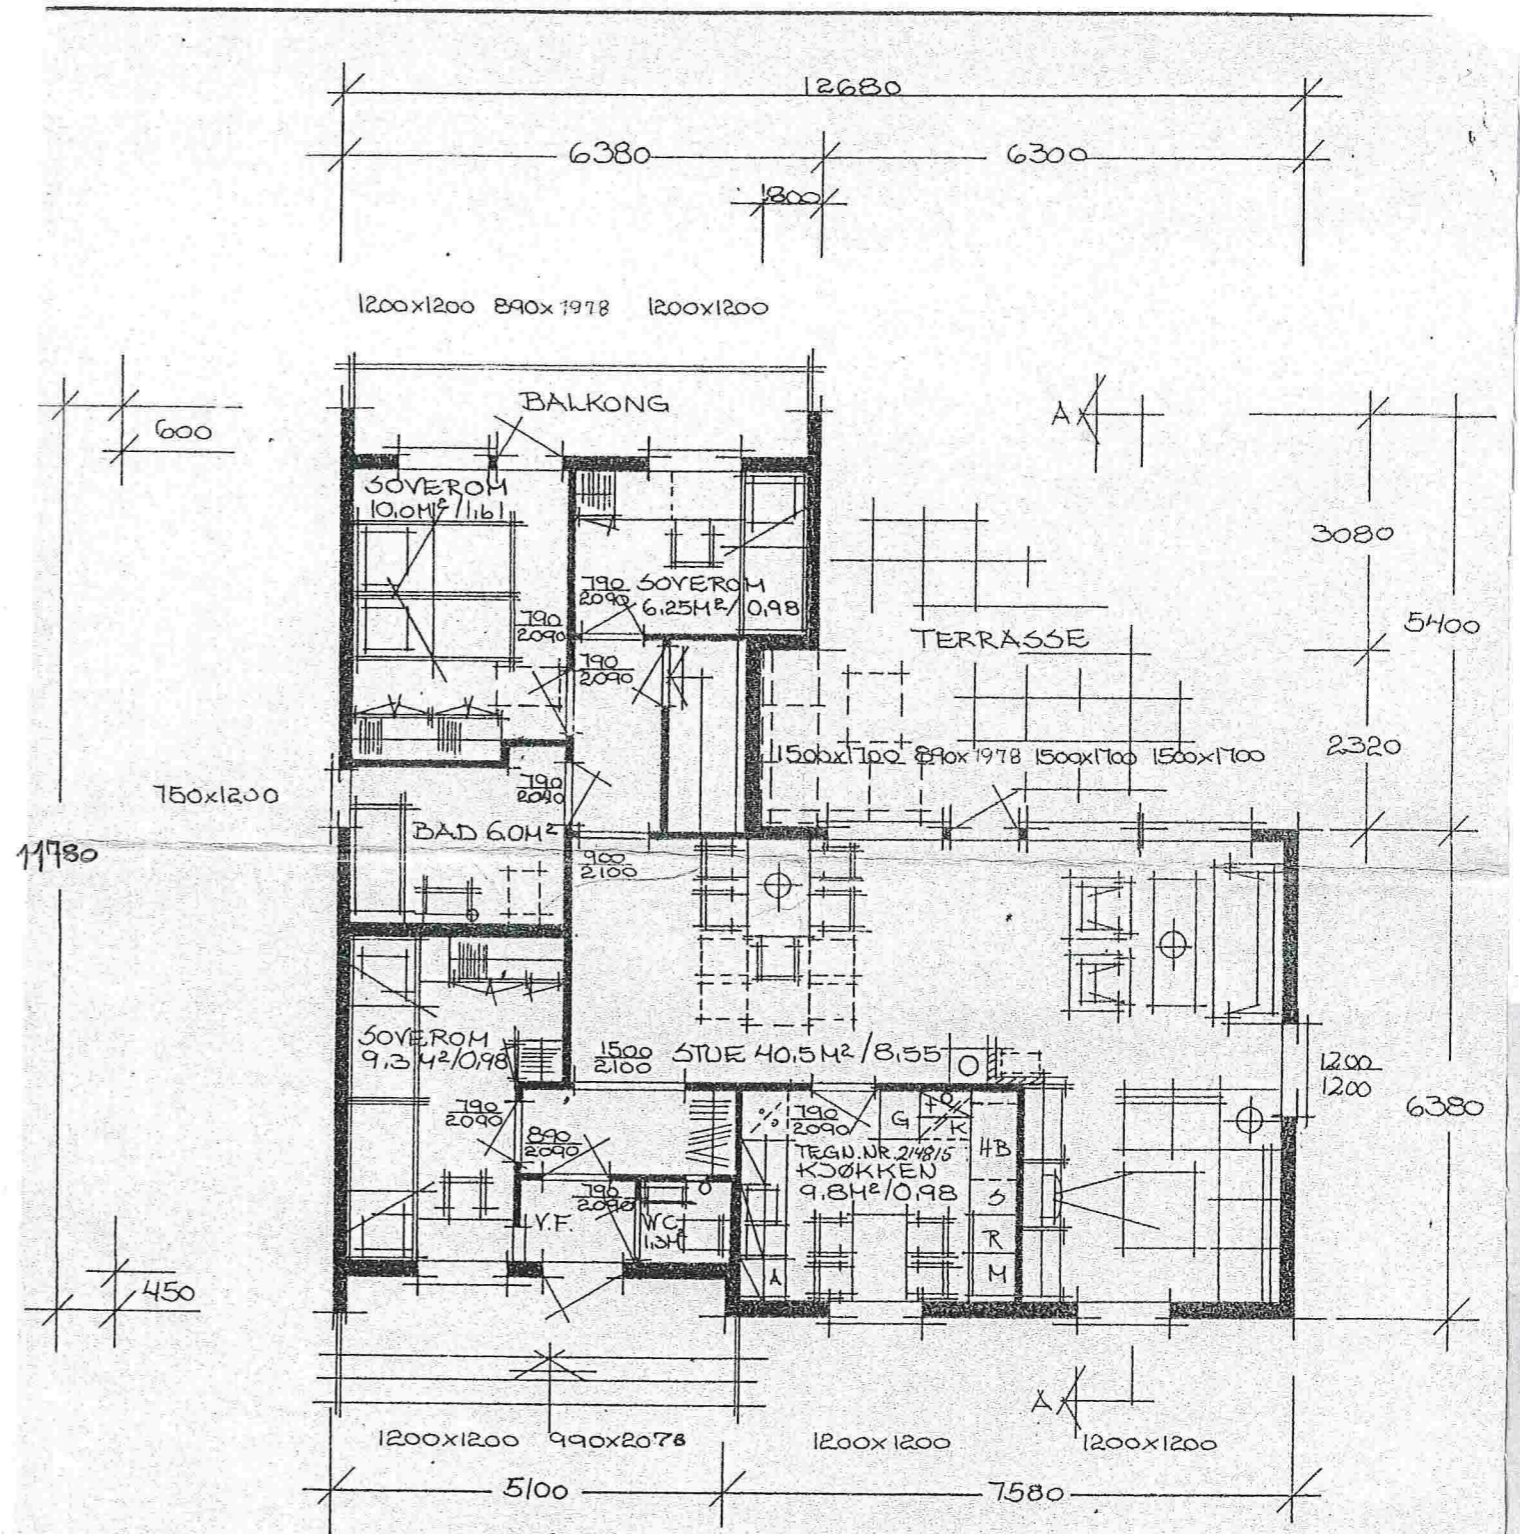 12680
6380
6300
1800
1200x1200 890x1978 1200x1200
BALKONG
A
600
SOVEROM
10,0M²/1,61
3080
790
2090
SOVEROM
6,25M²/0,98
790
2090
5400
TERRASSE
790
2090
2320
1500x1700 890x1978 1500x1700 1500x1700
750x1200
790
2090
BAD 6,0M²
11780
900
2100
SOVEROM
9,3 M²/0,98
1500
2100
STUE 40,5M²/8,55
1200
1200
6380
790
2090
890
2090
790
2090
G
K
HB
TEGN.NR. 214815
KJØKKEN
9,8M²/0,98
790
2090
V.F.
WC
1,3M²
S
R
M
A
450
A
1200x1200 990x2078
1200x1200
1200x1200
5100
7580